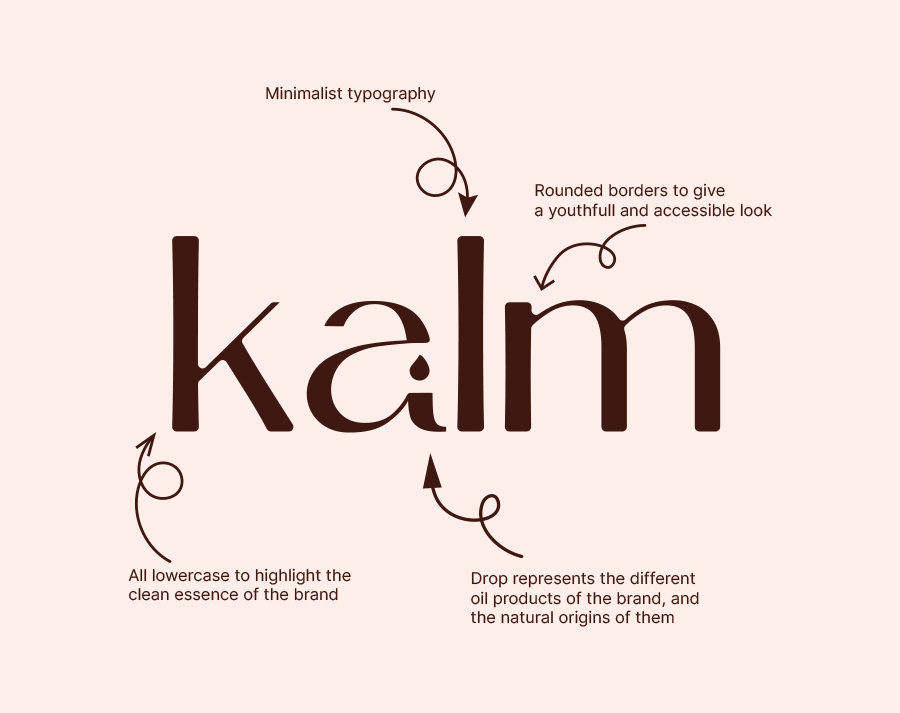 Minimalist typography
Rounded borders to give
a youthfull and accessible look
kalm
All lowercase to highlight the
clean essence of the brand
Drop represents the different
oil products of the brand, and
the natural origins of them